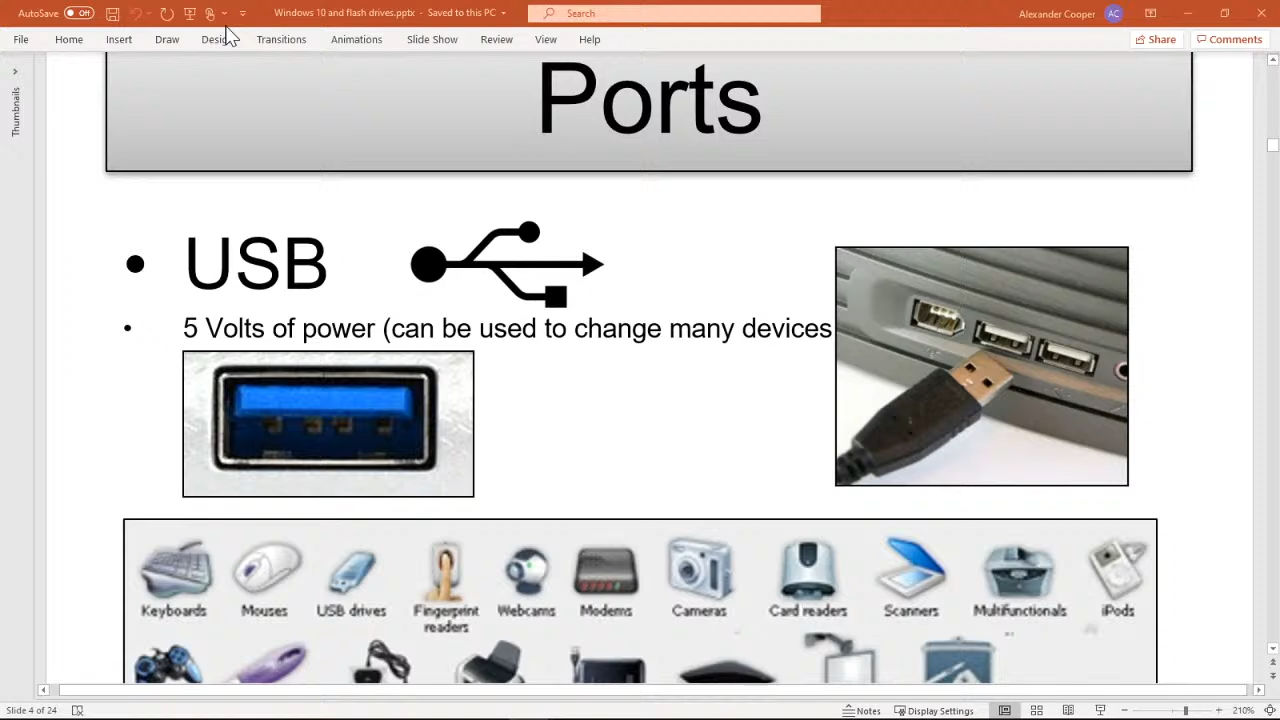 AutoSave Off Windows 10 and flash drives.pptx - Saved to this PC Search Alexander Cooper AC
File Home Insert Draw Design Transitions Animations Slide Show Review View Help Share Comments
Thumbnails
Ports
• USB
• 5 Volts of power (can be used to change many devices
Keyboards Mouses USB drives Fingerprint readers Webcams Modems Cameras Card readers Scanners Multifunctionals iPods
Slide 4 of 24 Notes Display Settings 210%